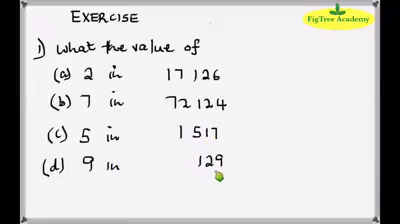 FigTree Academy
EXERCISE
1) What the value of
(a) 2 in 17 126
(b) 7 in 72 124
(c) 5 in 1 517
(d) 9 in 129